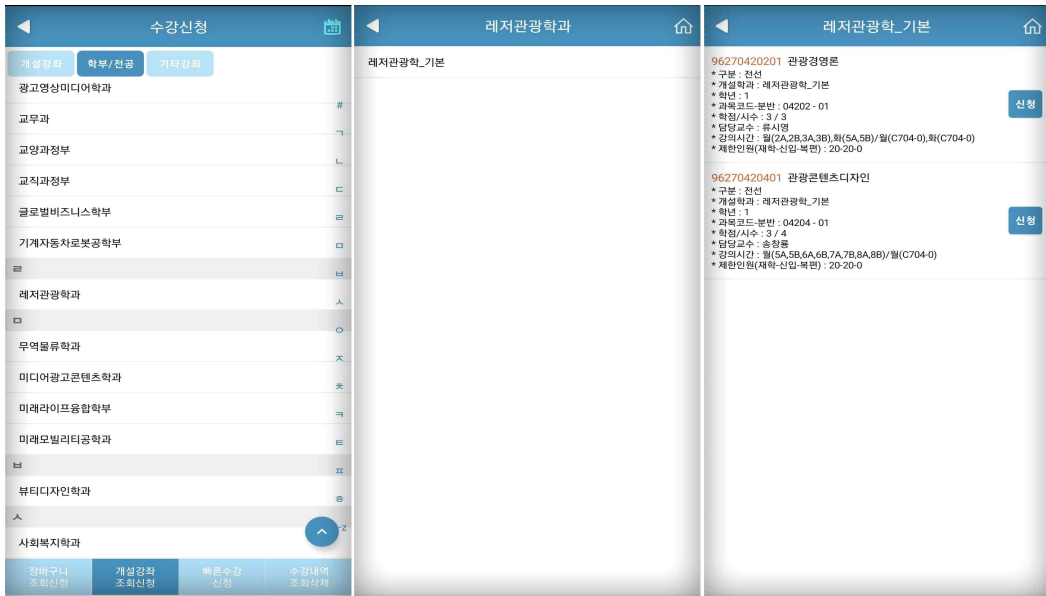 수강신청
개설강좌 학부/전공 기타강좌
광고영상미디어학과
#
교무과
ㄱ
교양과정부
ㄴ
교직과정부
ㄷ
글로벌비즈니스학부
ㄹ
기계자동차로봇공학부
ㅁ
ㄹ
ㅂ
레저관광학과
ㅅ
ㅁ
ㅇ
무역물류학과
ㅈ
미디어광고콘텐츠학과
ㅊ
미래라이프융합학부
ㅋ
미래모빌리티공학과
ㅌ
ㅂ
ㅍ
뷰티디자인학과
ㅎ
ㅅ
-z
사회복지학과
장바구니 조회신청
개설강좌 조회신청
빠른수강 신청
수강내역 조회삭제
레저관광학과
레저관광학_기본
레저관광학_기본
96270420201 관광경영론
* 구분 : 전선
* 개설학과 : 레저관광학_기본
* 학년 : 1
신청
* 과목코드-분반 : 04202 - 01
* 학점/시수 : 3 / 3
* 담당교수 : 류시영
* 강의시간 : 월(2A,2B,3A,3B),화(5A,5B)/월(C704-0),화(C704-0)
* 제한인원(재학-신입-복편) : 20-20-0
96270420401 관광콘텐츠디자인
* 구분 : 전선
* 개설학과 : 레저관광학_기본
* 학년 : 1
신청
* 과목코드-분반 : 04204 - 01
* 학점/시수 : 3 / 4
* 담당교수 : 송창룡
* 강의시간 : 월(5A,5B,6A,6B,7A,7B,8A,8B)/월(C704-0)
* 제한인원(재학-신입-복편) : 20-20-0